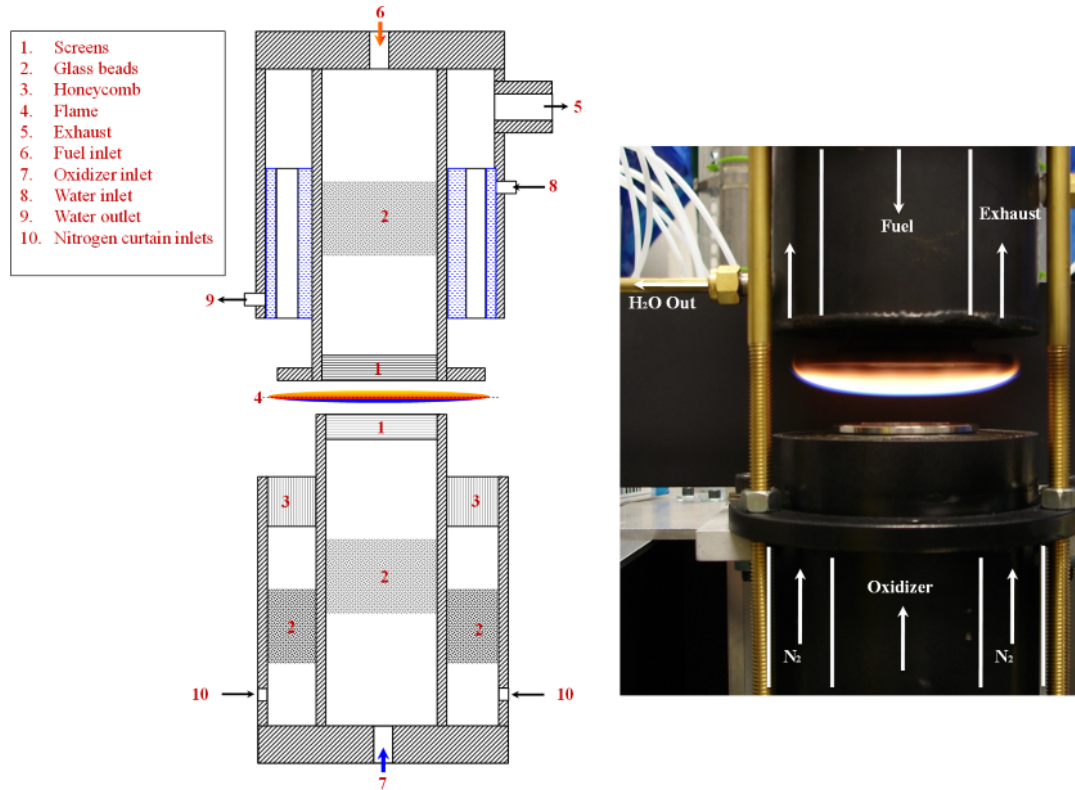 1. Screens
2. Glass beads
3. Honeycomb
4. Flame
5. Exhaust
6. Fuel inlet
7. Oxidizer inlet
8. Water inlet
9. Water outlet
10. Nitrogen curtain inlets
6
5
2
8
9
1
4
1
3
3
2
2
2
10
10
7
Fuel
Exhaust
H₂O Out
Oxidizer
N₂
N₂